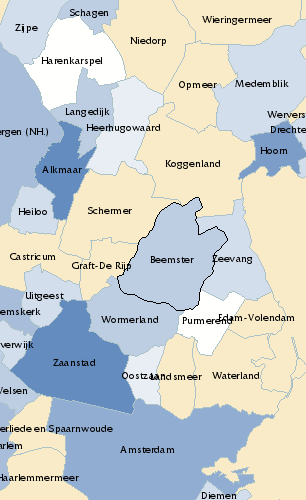 Schagen
Wieringermeer
Zijpe
Niedorp
Harenkarspel
Opmeer
Medemblik
Langedijk
Wervers
Heerhugowaard
ergen (NH.)
Drechte
Hoorn
Koggenland
Alkmaar
Heiloo
Schermer
Castricum
Beemster
Zeevang
Graft-De Rijp
Uitgeest
emskerk
Wormerland
Purmerend
Edam-Volendam
verwijk
Zaanstad
Oostzaan
Landsmeer
Waterland
Velsen
erliede en Spaarnwoude
arlem
Amsterdam
Haarlemmermeer
Diemen